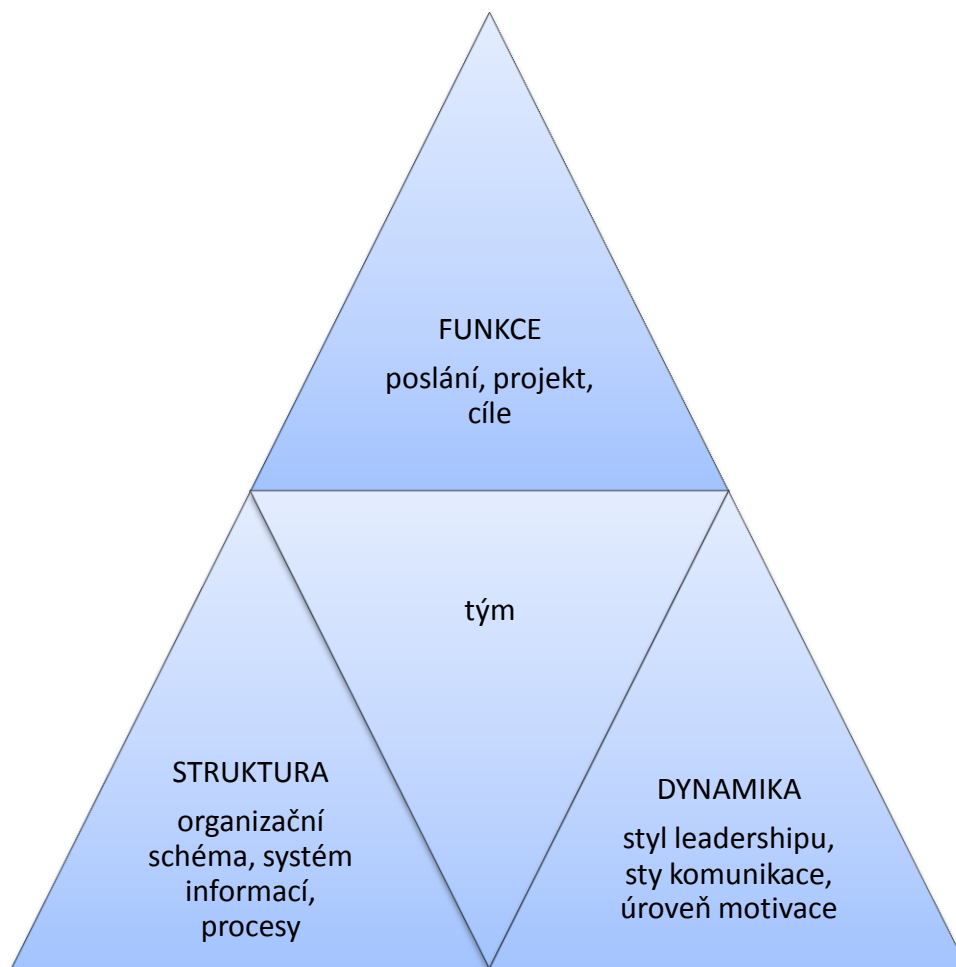 FUNKCE
poslání, projekt,
cíle
tým
STRUKTURA
organizační
schéma, systém
informací,
procesy
DYNAMIKA
styl leadershipu,
sty komunikace,
úroveň motivace